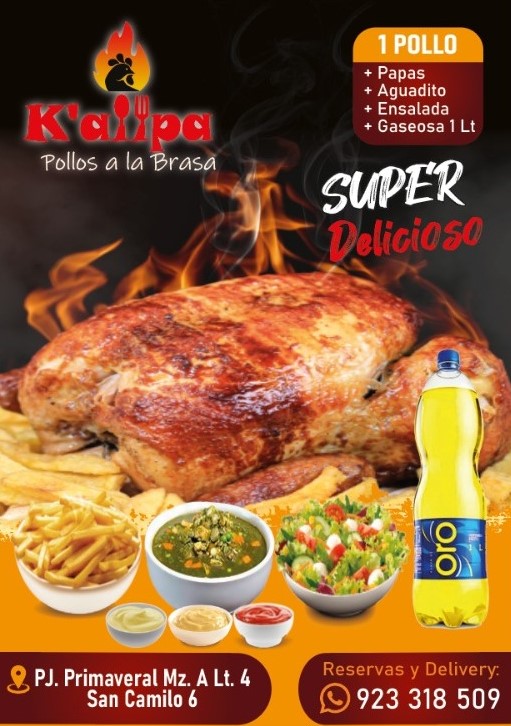 K'allpa
Pollos a la Brasa
1 POLLO
+ Papas
+ Aguadito
+ Ensalada
+ Gaseosa 1 Lt
SUPER
Delicioso
oro
PJ. Primaveral Mz. A Lt. 4
San Camilo 6
Reservas y Delivery:
923 318 509